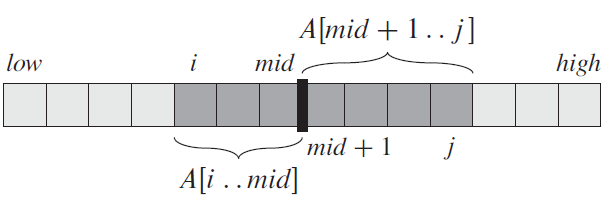 A[mid + 1 . . j]
low i mid high
mid + 1 j
A[i . . mid]